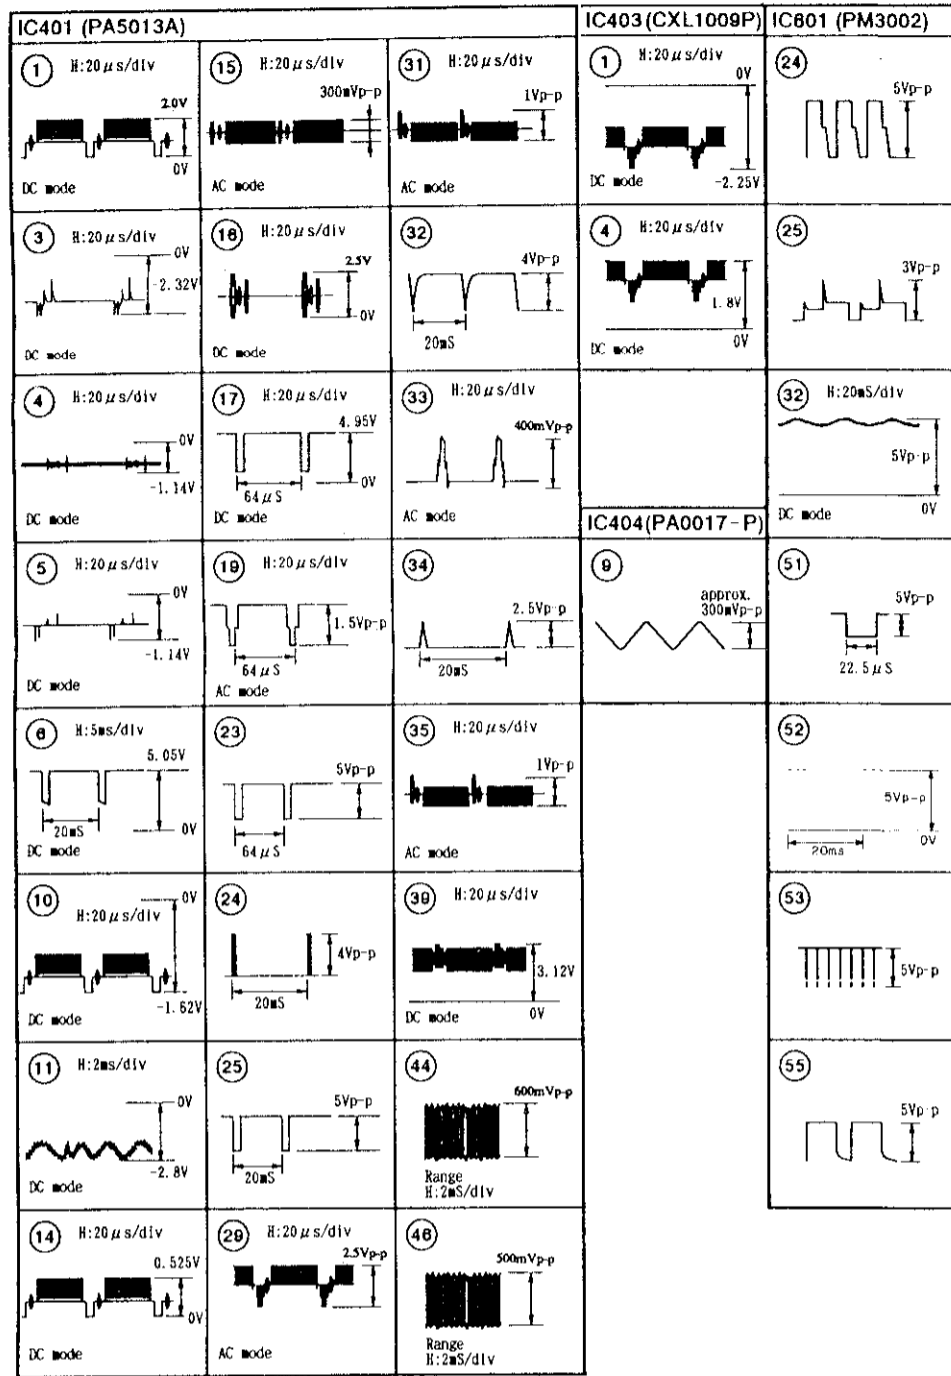 IC401 (PA5013A)
1 H:20μs/div
2.0V
0V
DC mode
3 H:20μs/div
0V
-2.32V
DC mode
4 H:20μs/div
0V
-1.14V
DC mode
5 H:20μs/div
0V
-1.14V
DC mode
6 H:5ms/div
5.05V
20mS
0V
DC mode
10 H:20μs/div
0V
-1.62V
DC mode
11 H:2ms/div
0V
-2.8V
DC mode
14 H:20μs/div
0.525V
0V
DC mode
15 H:20μs/div
300mVp-p
AC mode
16 H:20μs/div
2.5V
0V
DC mode
17 H:20μs/div
4.95V
64μS
0V
DC mode
19 H:20μs/div
1.5Vp-p
64μS
AC mode
23
5Vp-p
64μS
24
4Vp-p
20mS
25
5Vp-p
20mS
29 H:20μs/div
2.5Vp-p
AC mode
31 H:20μs/div
1Vp-p
AC mode
32
4Vp-p
20mS
33 H:20μs/div
400mVp-p
AC mode
34
2.5Vp-p
20mS
35 H:20μs/div
1Vp-p
AC mode
39 H:20μs/div
3.12V
DC mode 0V
44
600mVp-p
Range
H:2mS/div
46
500mVp-p
Range
H:2mS/div
IC403 (CXL1009P)
1 H:20μs/div
0V
DC mode
-2.25V
4 H:20μs/div
1.8V
DC mode 0V
IC404(PA0017-P)
9
approx.
300mVp-p
IC601 (PM3002)
24
5Vp-p
25
3Vp-p
32 H:20mS/div
5Vp-p
0V
DC mode
51
5Vp-p
22.5μS
52
5Vp-p
0V
20ms
53
5Vp-p
55
5Vp-p